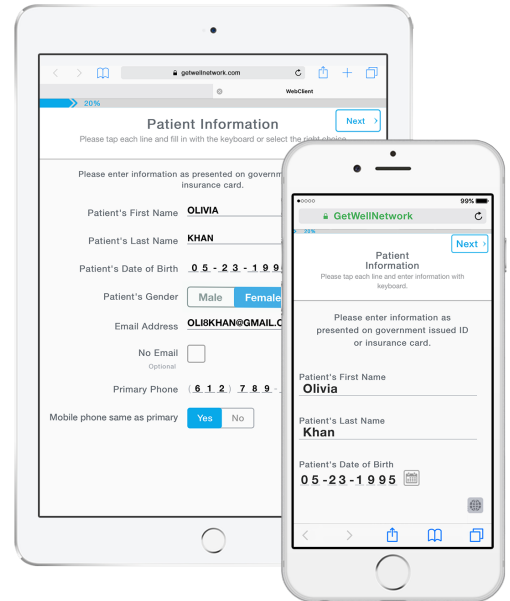 getwellnetwork.com
WebClient
20%
Patient Information
Next
Please tap each line and fill in with the keyboard or select the right choice
Please enter information as presented on governm
insurance card.
Patient's First Name OLIVIA
Patient's Last Name KHAN
Patient's Date of Birth 05-23-199
Patient's Gender Male Female
Email Address OLI8KHAN@GMAIL.C
No Email
Optional
Primary Phone (612) 789-
Mobile phone same as primary Yes No
99%
GetWellNetwork
20%
Next
Patient
Information
Please tap each line and enter information with
keyboard.
Please enter information as
presented on government issued ID
or insurance card.
Patient's First Name
Olivia
Patient's Last Name
Khan
Patient's Date of Birth
05-23-1995